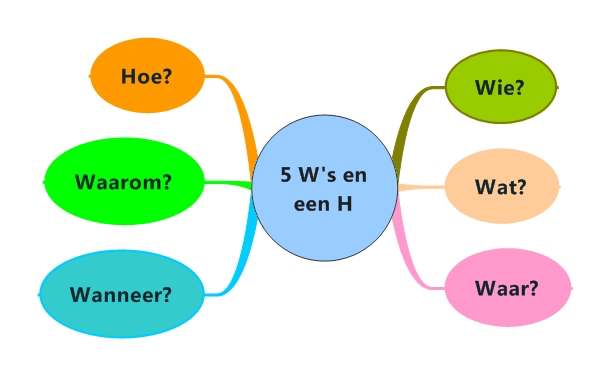 5 W's en
een H
Wie?
Wat?
Waar?
Wanneer?
Waarom?
Hoe?